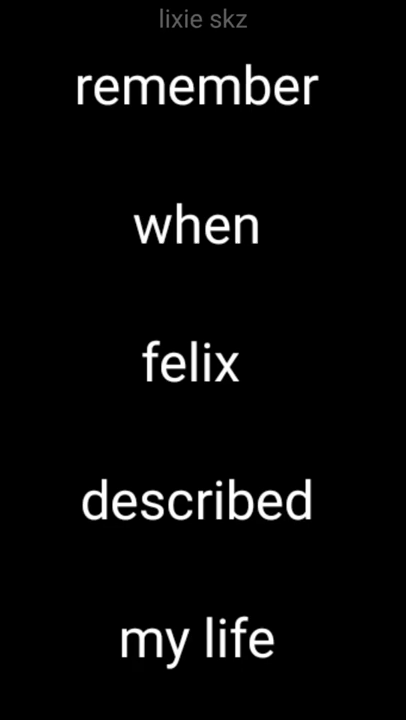 lixie skz
remember
when
felix
described
my life